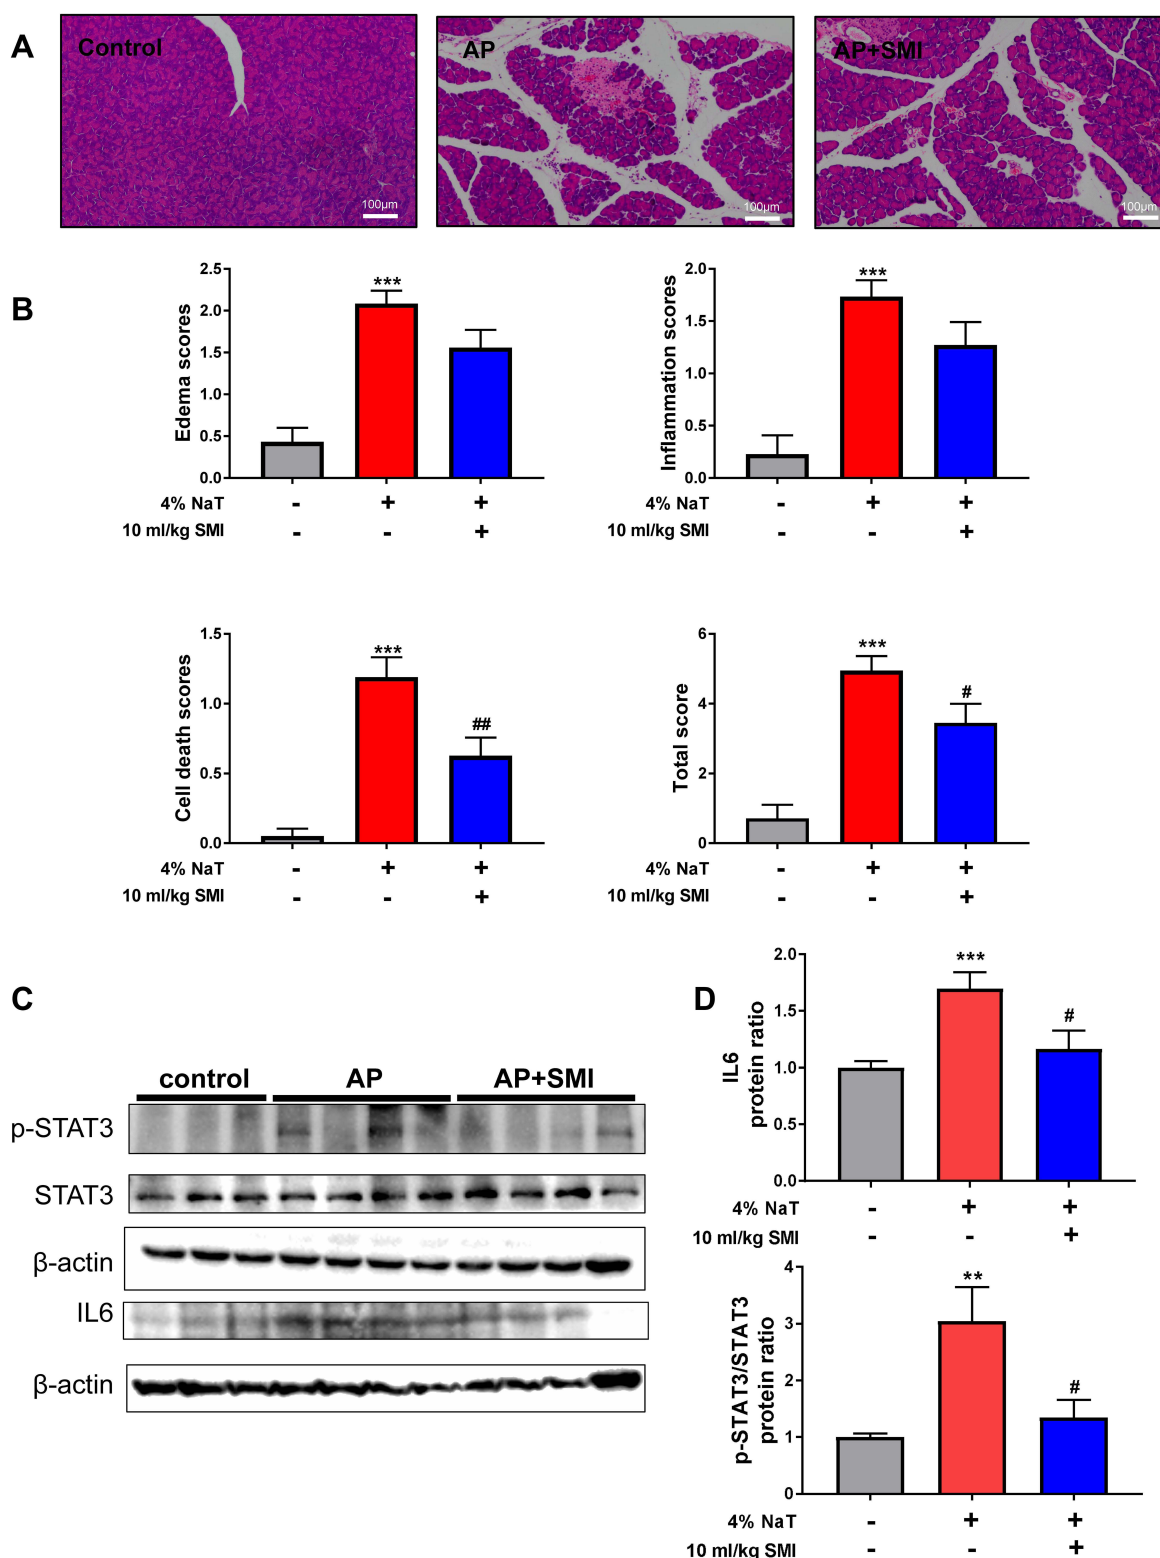 A
Control
AP
AP+SMI
100μm
100μm
100μm
B
Edema scores
2.5
2.0
1.5
1.0
0.5
0.0
***
4% NaT - + +
10 ml/kg SMI - - +
Inflammation scores
2.0
1.5
1.0
0.5
0.0
***
4% NaT - + +
10 ml/kg SMI - - +
Cell death scores
1.5
1.0
0.5
0.0
***
##
4% NaT - + +
10 ml/kg SMI - - +
Total score
6
4
2
0
***
#
4% NaT - + +
10 ml/kg SMI - - +
C
control AP AP+SMI
p-STAT3
STAT3
β-actin
IL6
β-actin
D
IL6
protein ratio
2.0
1.5
1.0
0.5
0.0
***
#
4% NaT - + +
10 ml/kg SMI - - +
p-STAT3/STAT3
protein ratio
4
3
2
1
0
**
#
4% NaT - + +
10 ml/kg SMI - - +